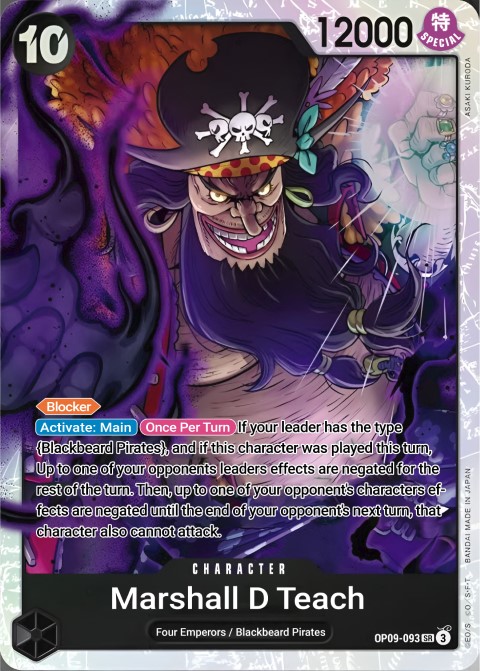 10
12000
特
SPECIAL
ASAKI KURODA
Blocker
Activate: Main Once Per Turn If your leader has the type
{Blackbeard Pirates}, and if this character was played this turn,
Up to one of your opponents leaders effects are negated for the
rest of the turn. Then, up to one of your opponent's characters ef-
fects are negated until the end of your opponent's next turn, that
character also cannot attack.
CHARACTER
Marshall D Teach
Four Emperors / Blackbeard Pirates
OP09-093 SR 3
©E.O/S. ©O/S·F·T· BANDAI MADE IN JAPAN